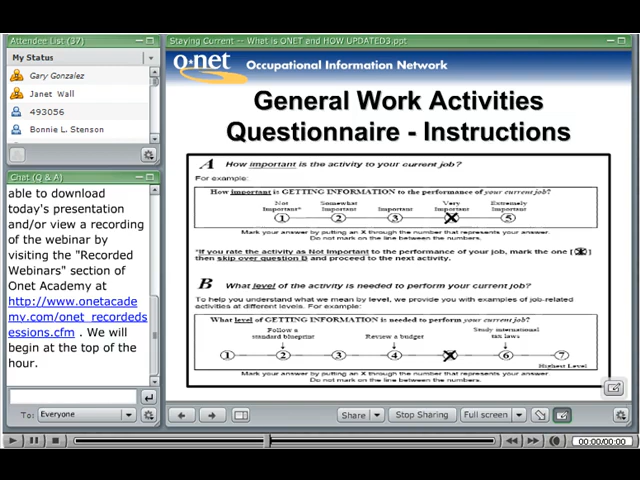 Attendee List (37)
My Status
Gary Gonzalez
Janet Wall
493056
Bonnie L. Stenson
Chat (Q & A)
able to download
today's presentation
and/or view a recording
of the webinar by
visiting the "Recorded
Webinars" section of
Onet Academy at
http://www.onetacade
my.com/onet_recordeds
essions.cfm . We will
begin at the top of the
hour.
To: Everyone
Staying Current -- What is ONET and HOW UPDATED3.ppt
o·net Occupational Information Network
General Work Activities
Questionnaire - Instructions
A How important is the activity to your current job?
For example:
How important is GETTING INFORMATION to the performance of your current job?
Not Important* Somewhat Important Important Very Important Extremely Important
1 2 3 5
Mark your answer by putting an X through the number that represents your answer.
Do not mark on the line between the numbers.
*If you rate the activity as Not Important to the performance of your job, mark the one [ ]
then skip over question B and proceed to the next activity.
B What level of the activity is needed to perform your current job?
To help you understand what we mean by level, we provide you with examples of job-related
activities at different levels. For example:
What level of GETTING INFORMATION is needed to perform your current job?
Follow a standard blueprint Review a budget Study international tax laws
1 2 3 4 6 7
Highest Level
Mark your answer by putting an X through the number that represents your answer.
Do not mark on the line between the numbers.
Share Stop Sharing Full screen
00:00/00:00